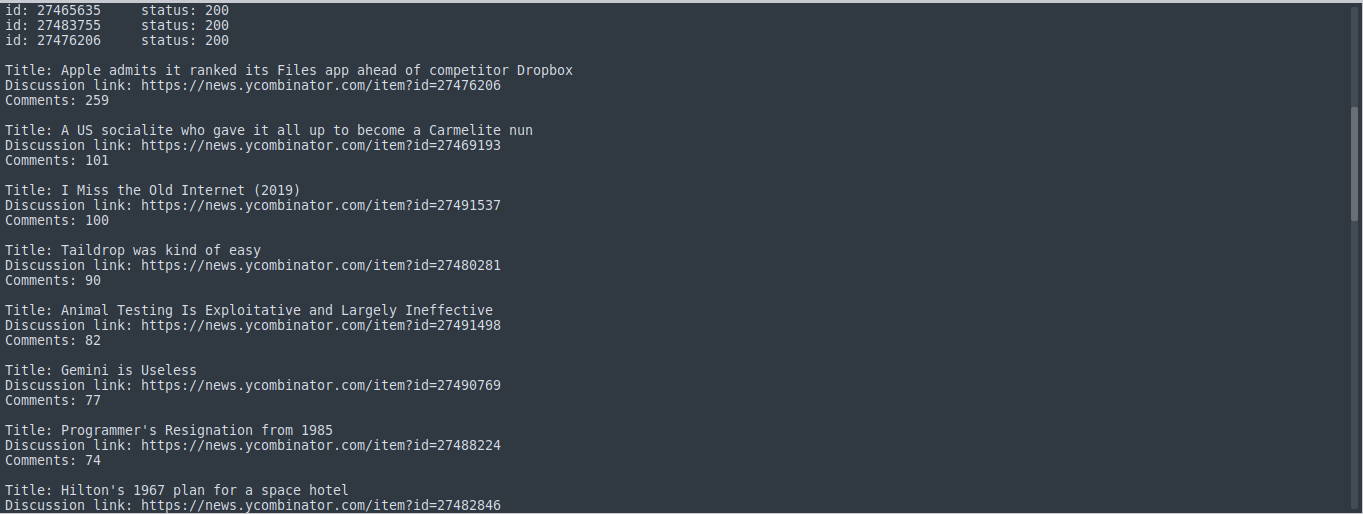 id: 27465635     status: 200
id: 27483755     status: 200
id: 27476206     status: 200

Title: Apple admits it ranked its Files app ahead of competitor Dropbox
Discussion link: https://news.ycombinator.com/item?id=27476206
Comments: 259

Title: A US socialite who gave it all up to become a Carmelite nun
Discussion link: https://news.ycombinator.com/item?id=27469193
Comments: 101

Title: I Miss the Old Internet (2019)
Discussion link: https://news.ycombinator.com/item?id=27491537
Comments: 100

Title: Taildrop was kind of easy
Discussion link: https://news.ycombinator.com/item?id=27480281
Comments: 90

Title: Animal Testing Is Exploitative and Largely Ineffective
Discussion link: https://news.ycombinator.com/item?id=27491498
Comments: 82

Title: Gemini is Useless
Discussion link: https://news.ycombinator.com/item?id=27490769
Comments: 77

Title: Programmer's Resignation from 1985
Discussion link: https://news.ycombinator.com/item?id=27488224
Comments: 74

Title: Hilton's 1967 plan for a space hotel
Discussion link: https://news.ycombinator.com/item?id=27482846